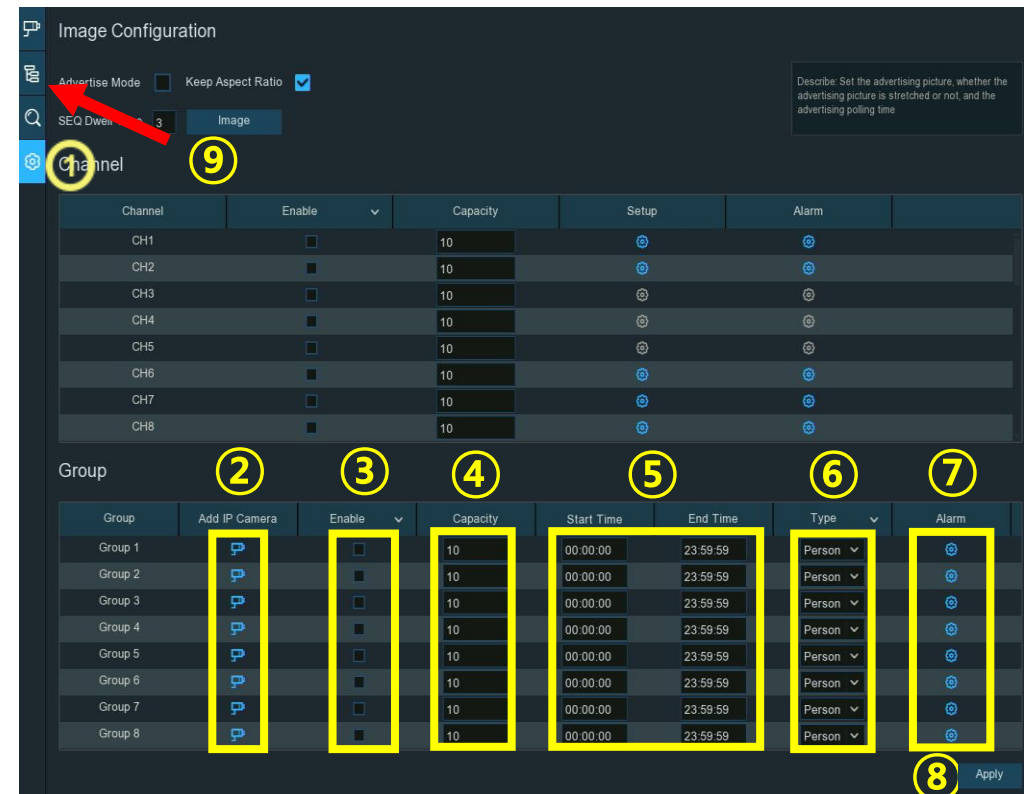 Image Configuration
Advertise Mode Keep Aspect Ratio
Describe: Set the advertising picture, whether the
advertising picture is stretched or not, and the
advertising polling time
SEQ Dwell 3 Image
⑨
① Channel
Channel Enable Capacity Setup Alarm
CH1 10
CH2 10
CH3 10
CH4 10
CH5 10
CH6 10
CH7 10
CH8 10
Group ② ③ ④ ⑤ ⑥ ⑦
Group Add IP Camera Enable Capacity Start Time End Time Type Alarm
Group 1 10 00:00:00 23:59:59 Person
Group 2 10 00:00:00 23:59:59 Person
Group 3 10 00:00:00 23:59:59 Person
Group 4 10 00:00:00 23:59:59 Person
Group 5 10 00:00:00 23:59:59 Person
Group 6 10 00:00:00 23:59:59 Person
Group 7 10 00:00:00 23:59:59 Person
Group 8 10 00:00:00 23:59:59 Person
⑧ Apply